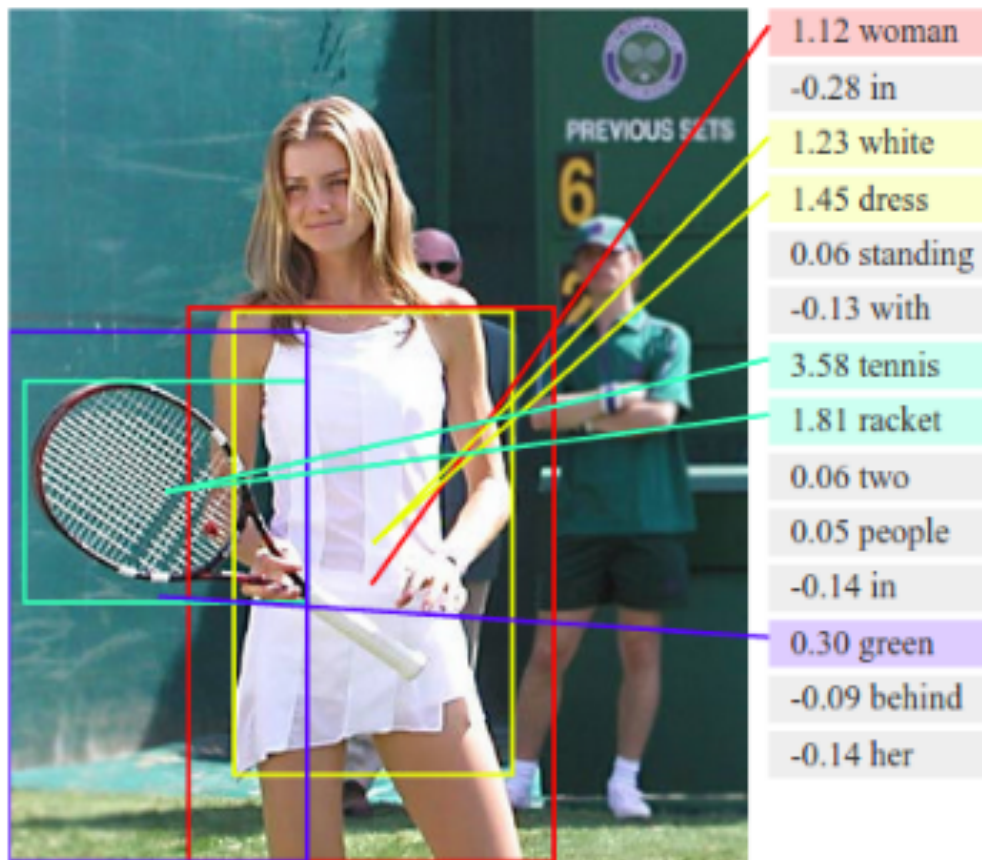 PREVIOUS SETS
6
1.12 woman
-0.28 in
1.23 white
1.45 dress
0.06 standing
-0.13 with
3.58 tennis
1.81 racket
0.06 two
0.05 people
-0.14 in
0.30 green
-0.09 behind
-0.14 her